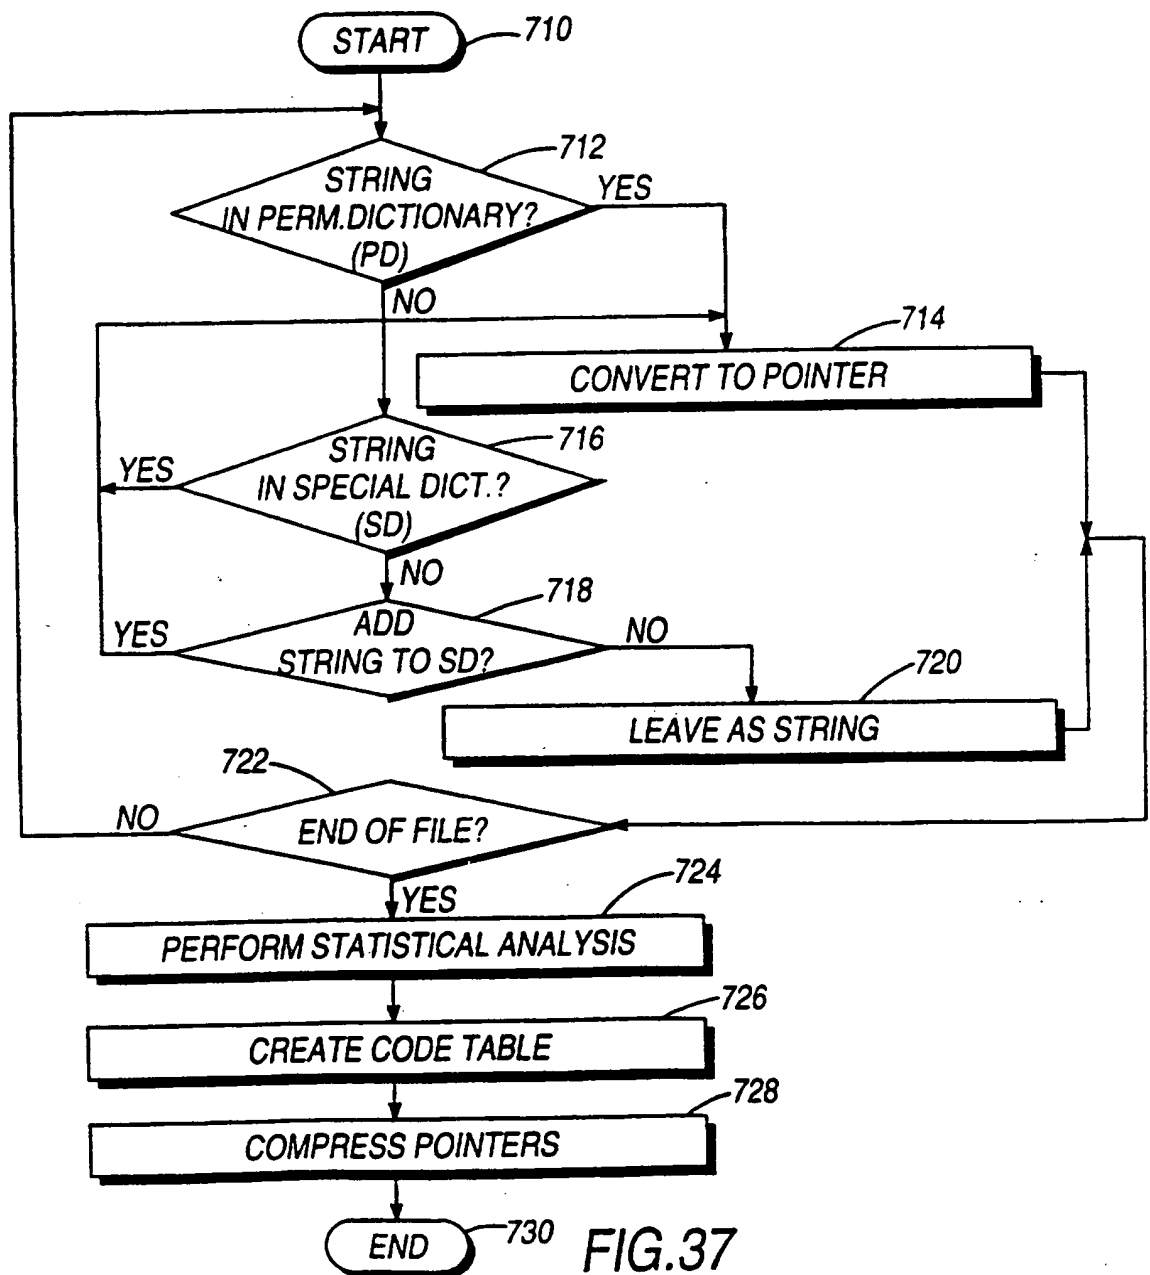 START
710
712
STRING
IN PERM.DICTIONARY?
(PD)
YES
NO
714
CONVERT TO POINTER
716
STRING
IN SPECIAL DICT.?
(SD)
YES
NO
718
ADD
STRING TO SD?
YES
NO
720
LEAVE AS STRING
722
END OF FILE?
NO
YES
724
PERFORM STATISTICAL ANALYSIS
726
CREATE CODE TABLE
728
COMPRESS POINTERS
END
730
FIG.37